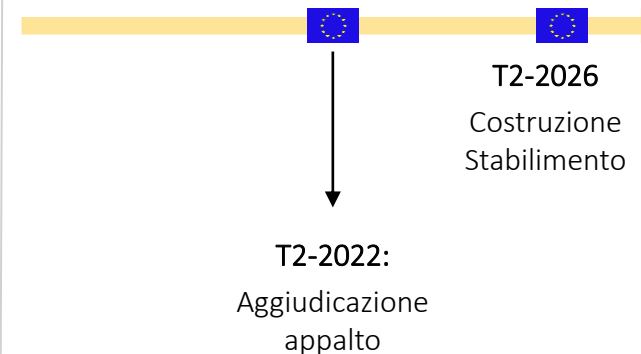 T2-2026
Costruzione
Stabilimento
T2-2022:
Aggiudicazione
appalto